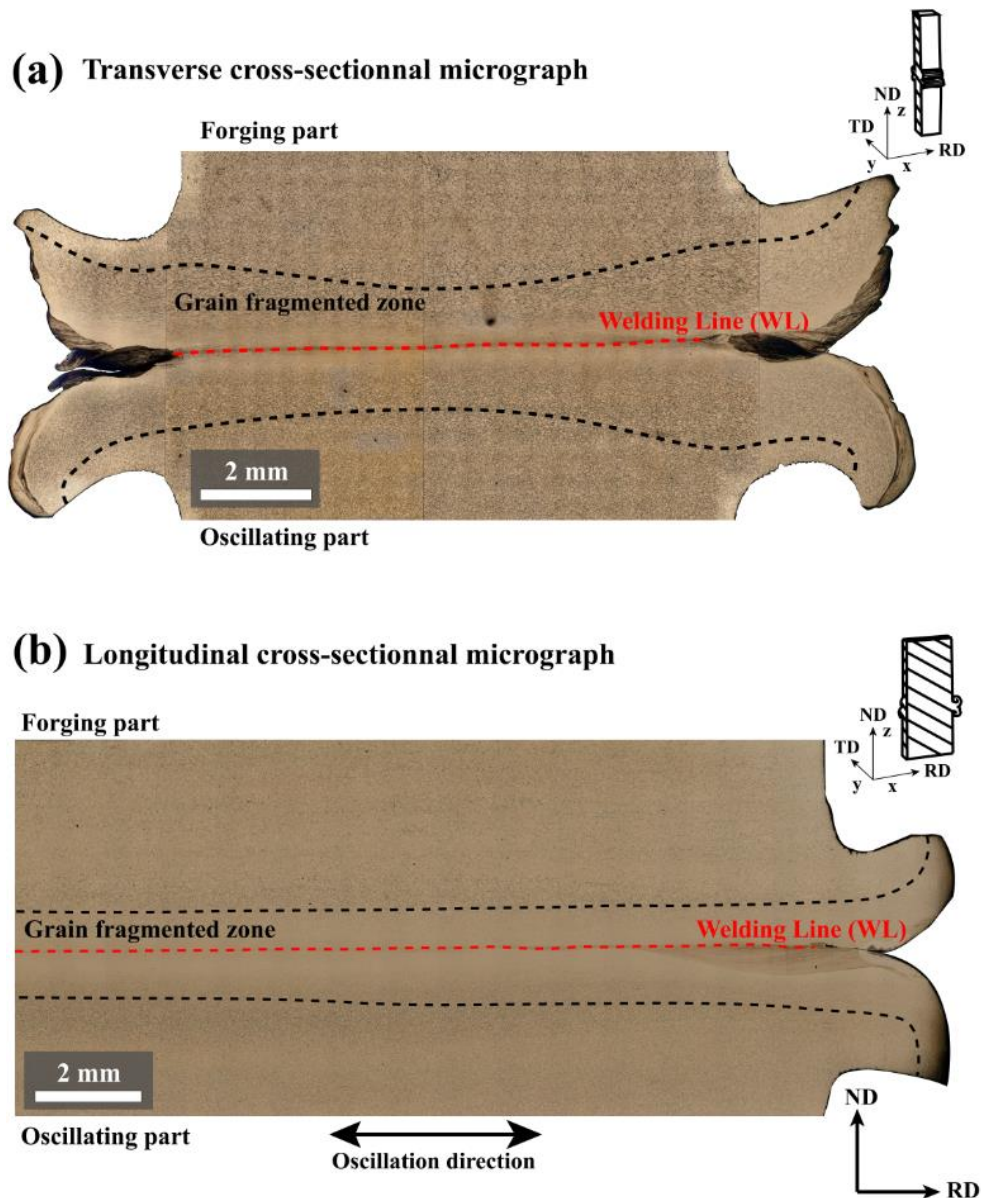 (a) Transverse cross-sectionnal micrograph
ND
z
TD
RD
y
x
Forging part
Grain fragmented zone
Welding Line (WL)
2 mm
Oscillating part
(b) Longitudinal cross-sectionnal micrograph
ND
z
TD
RD
y
x
Forging part
Grain fragmented zone
Welding Line (WL)
2 mm
Oscillating part
Oscillation direction
ND
RD